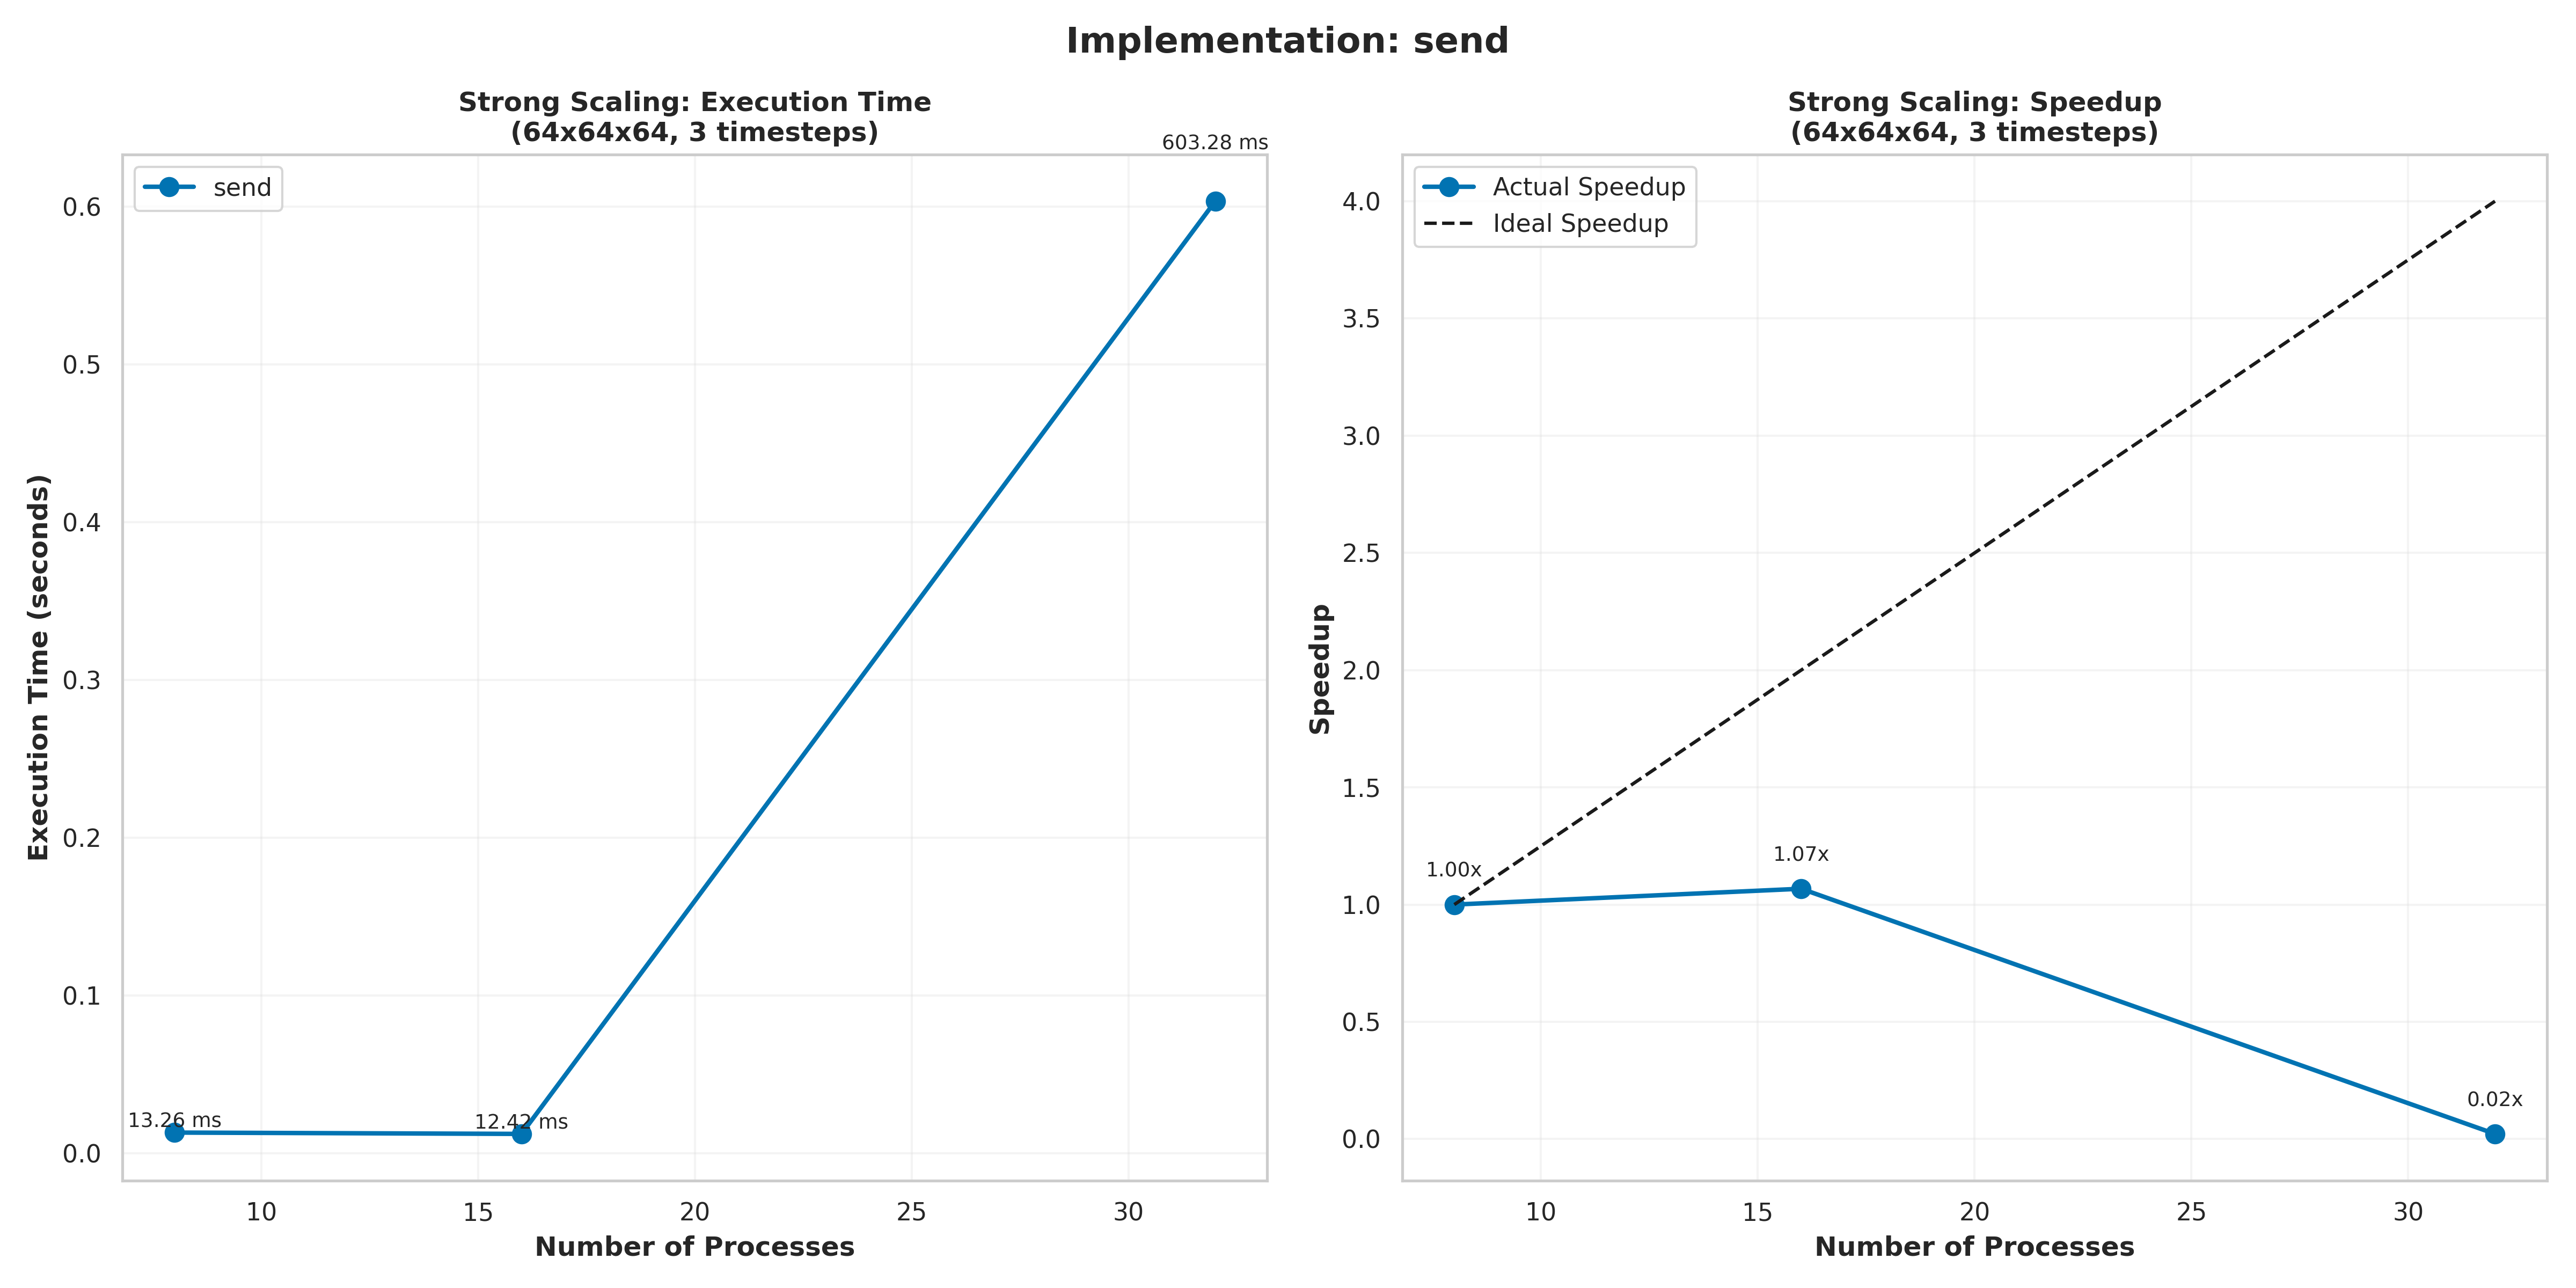 Implementation: send
Strong Scaling: Execution Time
(64x64x64, 3 timesteps)
603.28 ms
send
0.6
0.5
0.4
0.3
0.2
0.1
0.0
Execution Time (seconds)
13.26 ms
12.42 ms
10
15
20
25
30
Number of Processes
Strong Scaling: Speedup
(64x64x64, 3 timesteps)
Actual Speedup
Ideal Speedup
4.0
3.5
3.0
2.5
2.0
1.5
1.0
0.5
0.0
Speedup
1.00x
1.07x
0.02x
10
15
20
25
30
Number of Processes